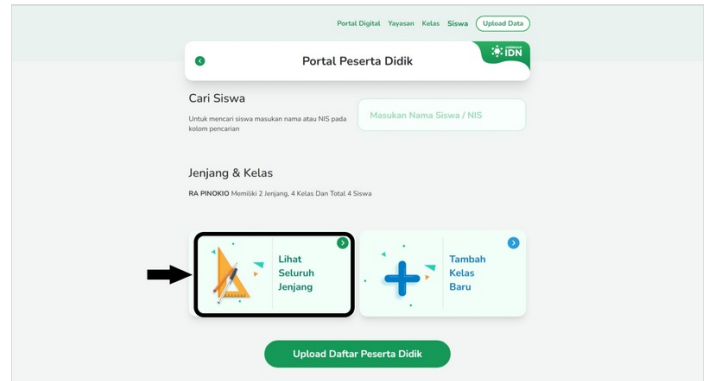 Portal Digital Yayasan Kelas Siswa Upload Data
Portal Peserta Didik
IDN
Cari Siswa
Untuk mencari siswa masukan nama atau NIS pada
kolom pencarian
Masukan Nama Siswa / NIS
Jenjang & Kelas
RA PINOKIO Memiliki 2 Jenjang, 4 Kelas Dan Total 4 Siswa
Lihat
Seluruh
Jenjang
Tambah
Kelas
Baru
Upload Daftar Peserta Didik